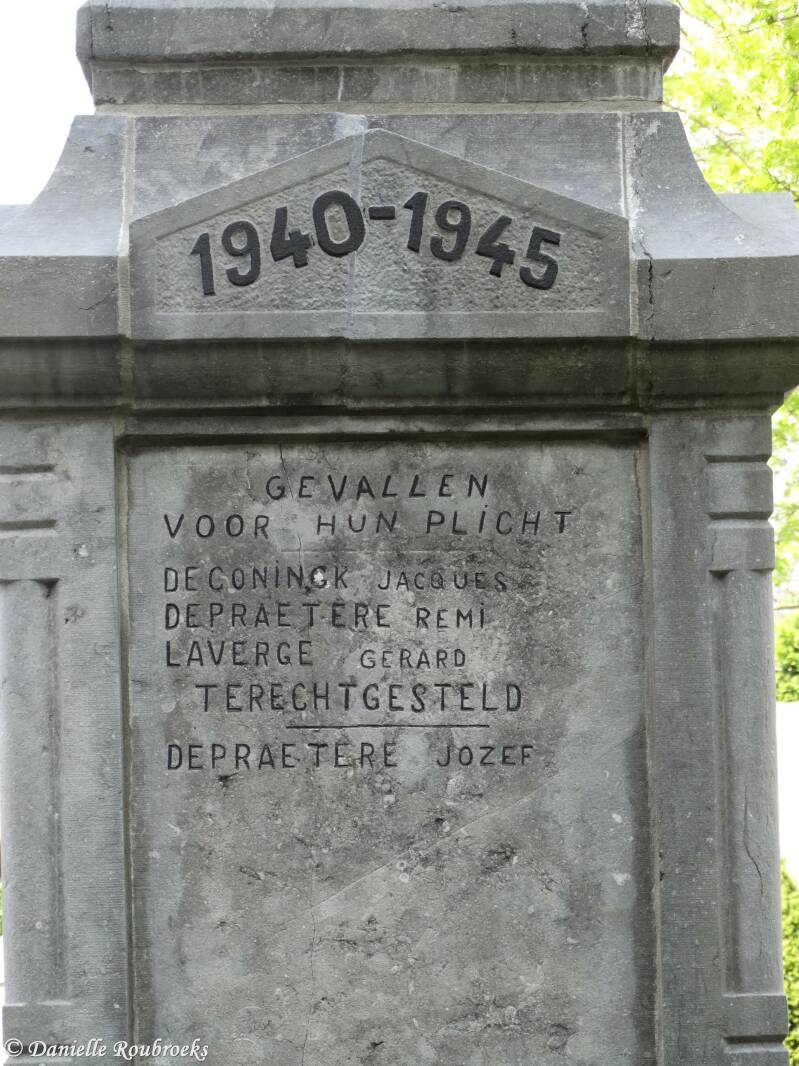 1940-1945
GEVALLEN
VOOR HUN PLICHT
DECONINCK JACQUES
DEPRAETERE REMI
LAVERGE GERARD
TERECHTGESTELD
DEPRAETERE JOZEF
© Danielle Roubroeks